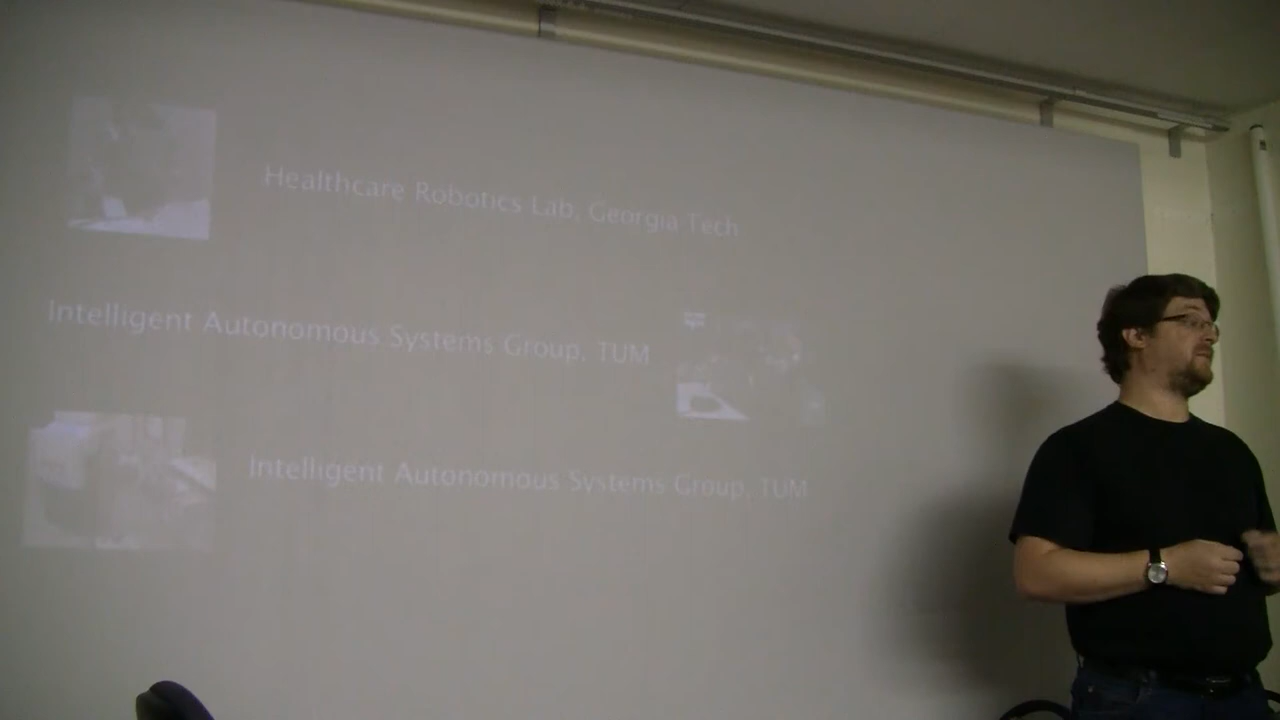 Healthcare Robotics Lab, Georgia Tech
Intelligent Autonomous Systems Group, TUM
Intelligent Autonomous Systems Group, TUM